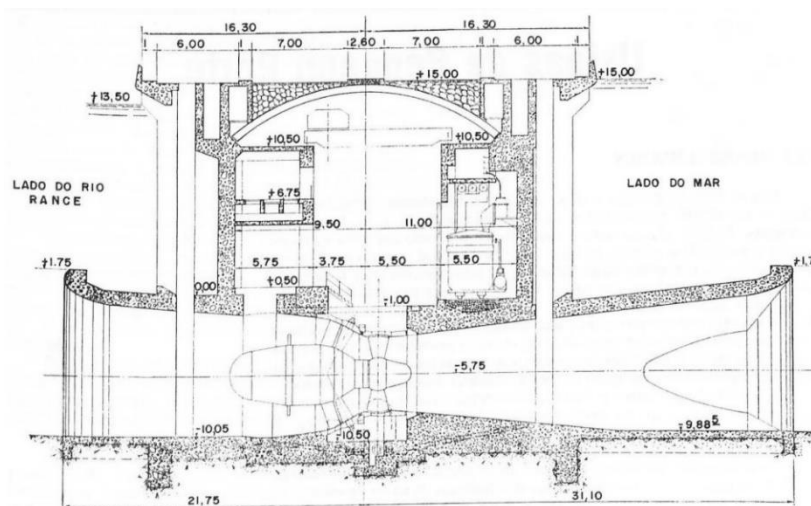 16,30 16,30
6,00 7,00 2,60 7,00 6,00
+15,00 +15,00
+13,50
+10,50 +10,50
LADO DO RIO
RANCE
LADO DO MAR
+6,75
9,50 11,00
5,75 3,75 5,50 5,50
+1.75 +1,7
0,00 +0,50
-1,00
-5,75
-10,05 -10,50 -9,88⁵
21,75 31,10